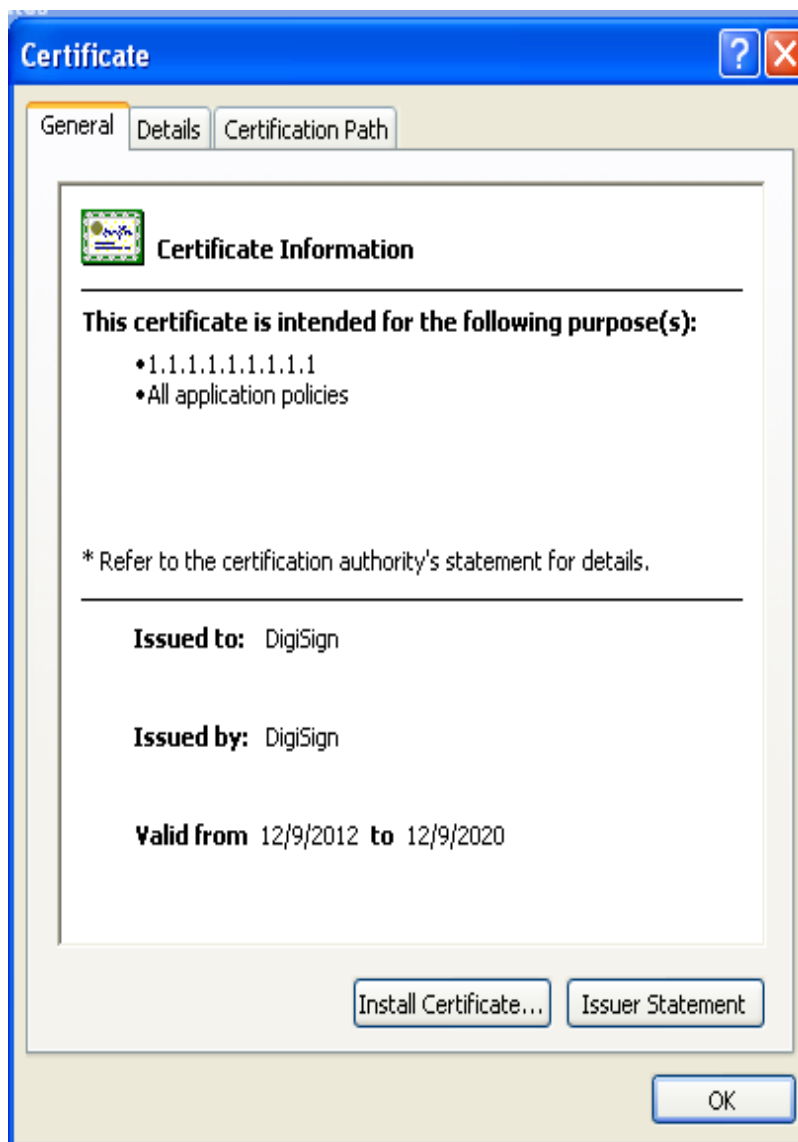 Certificate
?
X
General Details Certification Path
Certificate Information
This certificate is intended for the following purpose(s):
•1.1.1.1.1.1.1.1.1
•All application policies
* Refer to the certification authority's statement for details.
Issued to: DigiSign
Issued by: DigiSign
Valid from 12/9/2012 to 12/9/2020
Install Certificate... Issuer Statement
OK